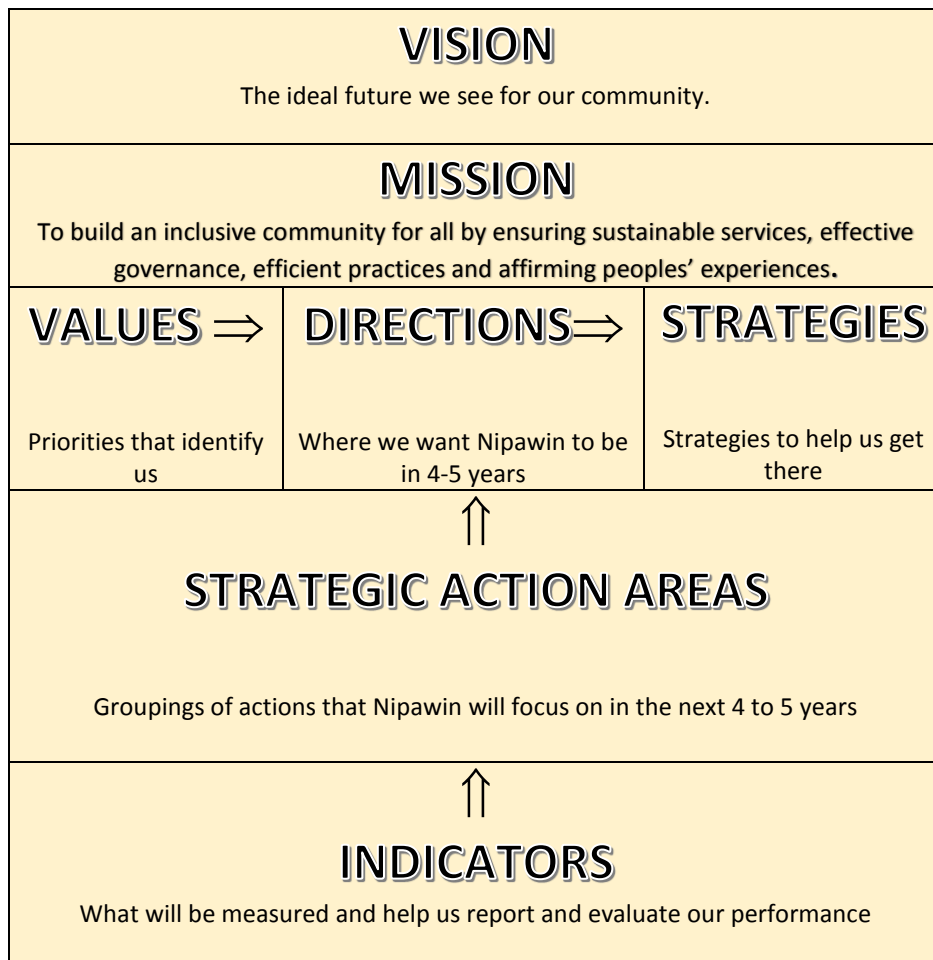 VISION
The ideal future we see for our community.
MISSION
To build an inclusive community for all by ensuring sustainable services, effective
governance, efficient practices and affirming peoples’ experiences.
VALUES ⇒
Priorities that identify
us
DIRECTIONS⇒
Where we want Nipawin to be
in 4-5 years
STRATEGIES
Strategies to help us get
there
⇑
STRATEGIC ACTION AREAS
Groupings of actions that Nipawin will focus on in the next 4 to 5 years
⇑
INDICATORS
What will be measured and help us report and evaluate our performance